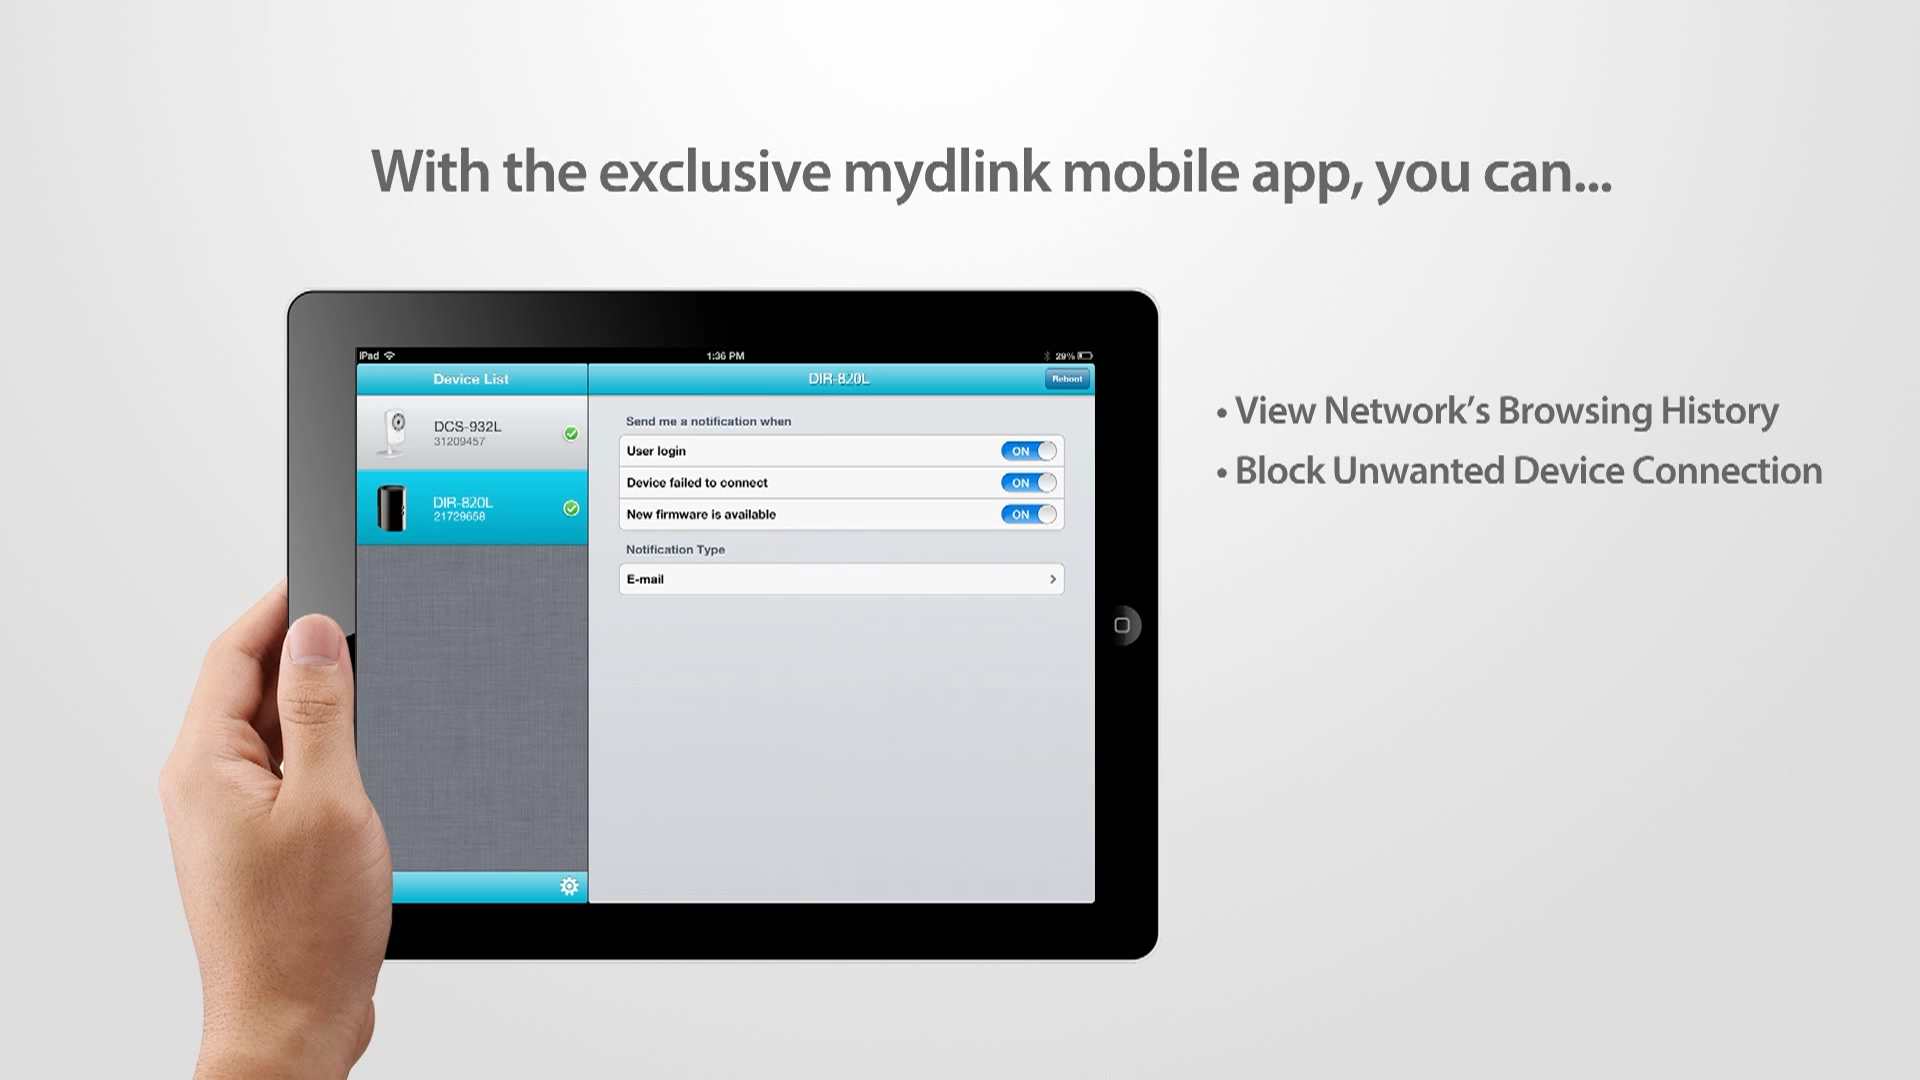 With the exclusive mydlink mobile app, you can...
iPad
1:36 PM
29%
Device List
DIR-820L
Reboot
DCS-932L
31209457
DIR-820L
21729658
Send me a notification when
User login
ON
Device failed to connect
ON
New firmware is available
ON
Notification Type
E-mail
• View Network's Browsing History
• Block Unwanted Device Connection